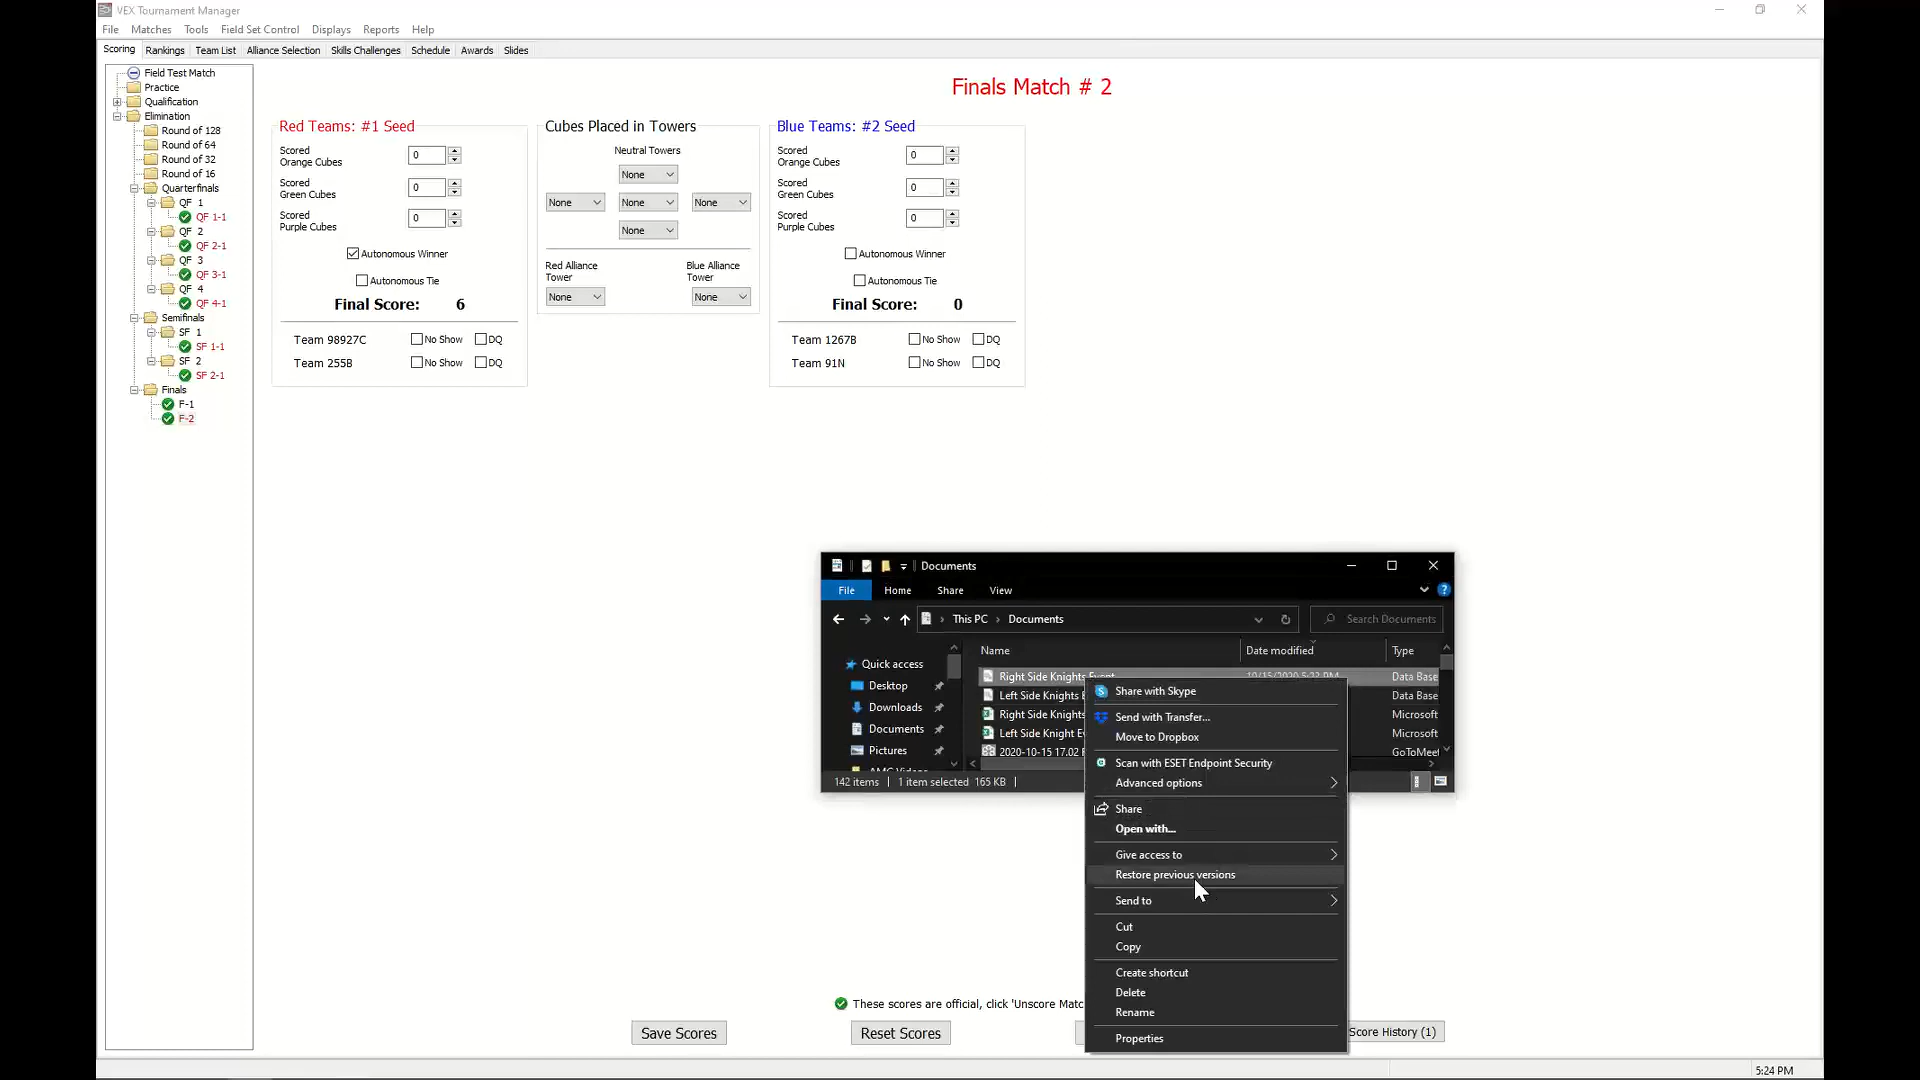 VEX Tournament Manager
File Matches Tools Field Set Control Displays Reports Help
Scoring Rankings Team List Alliance Selection Skills Challenges Schedule Awards Slides
Field Test Match
Practice
Qualification
Elimination
Round of 128
Round of 64
Round of 32
Round of 16
Quarterfinals
QF 1
QF 1-1
QF 2
QF 2-1
QF 3
QF 3-1
QF 4
QF 4-1
Semifinals
SF 1
SF 1-1
SF 2
SF 2-1
Finals
F-1
F-2
Finals Match # 2
Red Teams: #1 Seed
Scored
Orange Cubes
0
Scored
Green Cubes
0
Scored
Purple Cubes
0
Autonomous Winner
Autonomous Tie
Final Score: 6
Team 98927C No Show DQ
Team 255B No Show DQ
Cubes Placed in Towers
Neutral Towers
None
None None None
None
Red Alliance
Tower
None
Blue Alliance
Tower
None
Blue Teams: #2 Seed
Scored
Orange Cubes
0
Scored
Green Cubes
0
Scored
Purple Cubes
0
Autonomous Winner
Autonomous Tie
Final Score: 0
Team 1267B No Show DQ
Team 91N No Show DQ
Documents
File Home Share View
This PC Documents
Search Documents
Quick access
Desktop
Downloads
Documents
Pictures
Name Date modified Type
Right Side Knights Event 10/15/2020 5:23 PM Data Base
Left Side Knights Data Base
Right Side Knights Microsoft
Left Side Knight Microsoft
2020-10-15 17.02 GoToMeet
142 items 1 item selected 165 KB
Share with Skype
Send with Transfer...
Move to Dropbox
Scan with ESET Endpoint Security
Advanced options
Share
Open with...
Give access to
Restore previous versions
Send to
Cut
Copy
Create shortcut
Delete
Rename
Properties
These scores are official, click 'Unscore Matc
Save Scores
Reset Scores
Score History (1)
5:24 PM